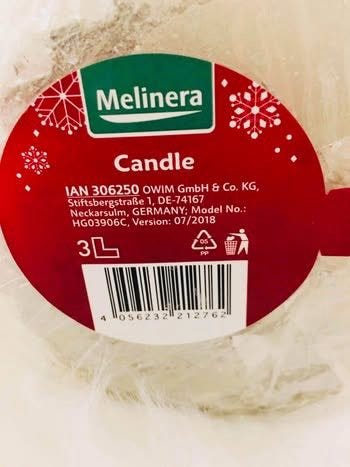 Melinera
Candle
IAN 306250 OWIM GmbH & Co. KG,
Stiftsbergstraße 1, DE-74167
Neckarsulm, GERMANY; Model No.:
HG03906C, Version: 07/2018
3L
05
PP
4 056232 212762